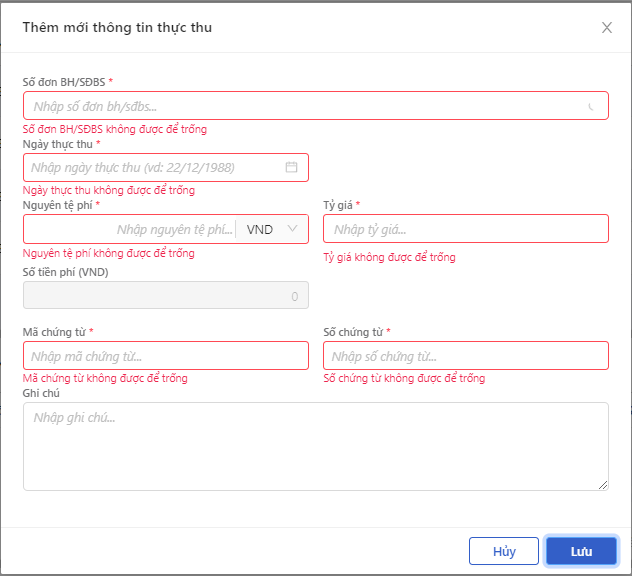 Thêm mới thông tin thực thu
Số đơn BH/SĐBS *
Nhập số đơn bh/sđbs...
Số đơn BH/SĐBS không được để trống
Ngày thực thu *
Nhập ngày thực thu (vd: 22/12/1988)
Ngày thực thu không được để trống
Nguyên tệ phí *
Nhập nguyên tệ phí... VND
Nguyên tệ phí không được để trống
Tỷ giá *
Nhập tỷ giá...
Tỷ giá không được để trống
Số tiền phí (VND)
0
Mã chứng từ *
Nhập mã chứng từ...
Mã chứng từ không được để trống
Số chứng từ *
Nhập số chứng từ...
Số chứng từ không được để trống
Ghi chú
Nhập ghi chú...
Hủy
Lưu